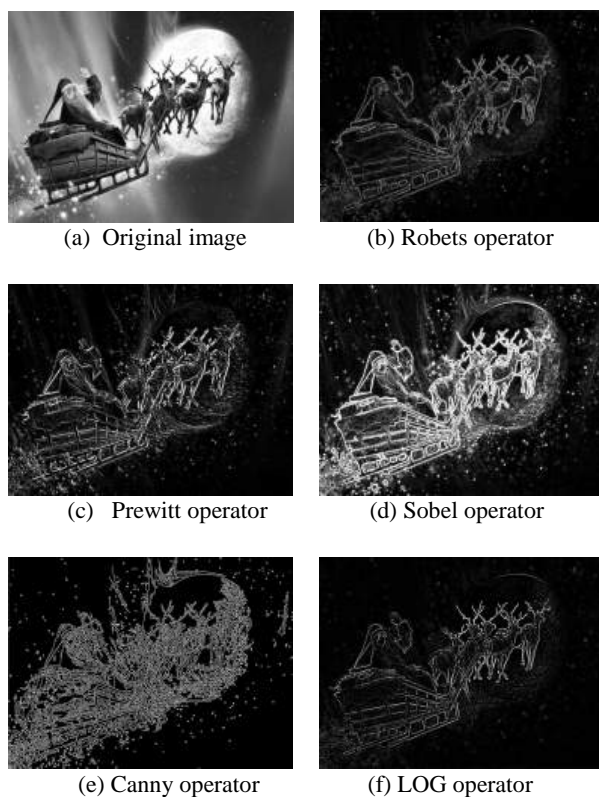 (a) Original image
(b) Robets operator
(c) Prewitt operator
(d) Sobel operator
(e) Canny operator
(f) LOG operator